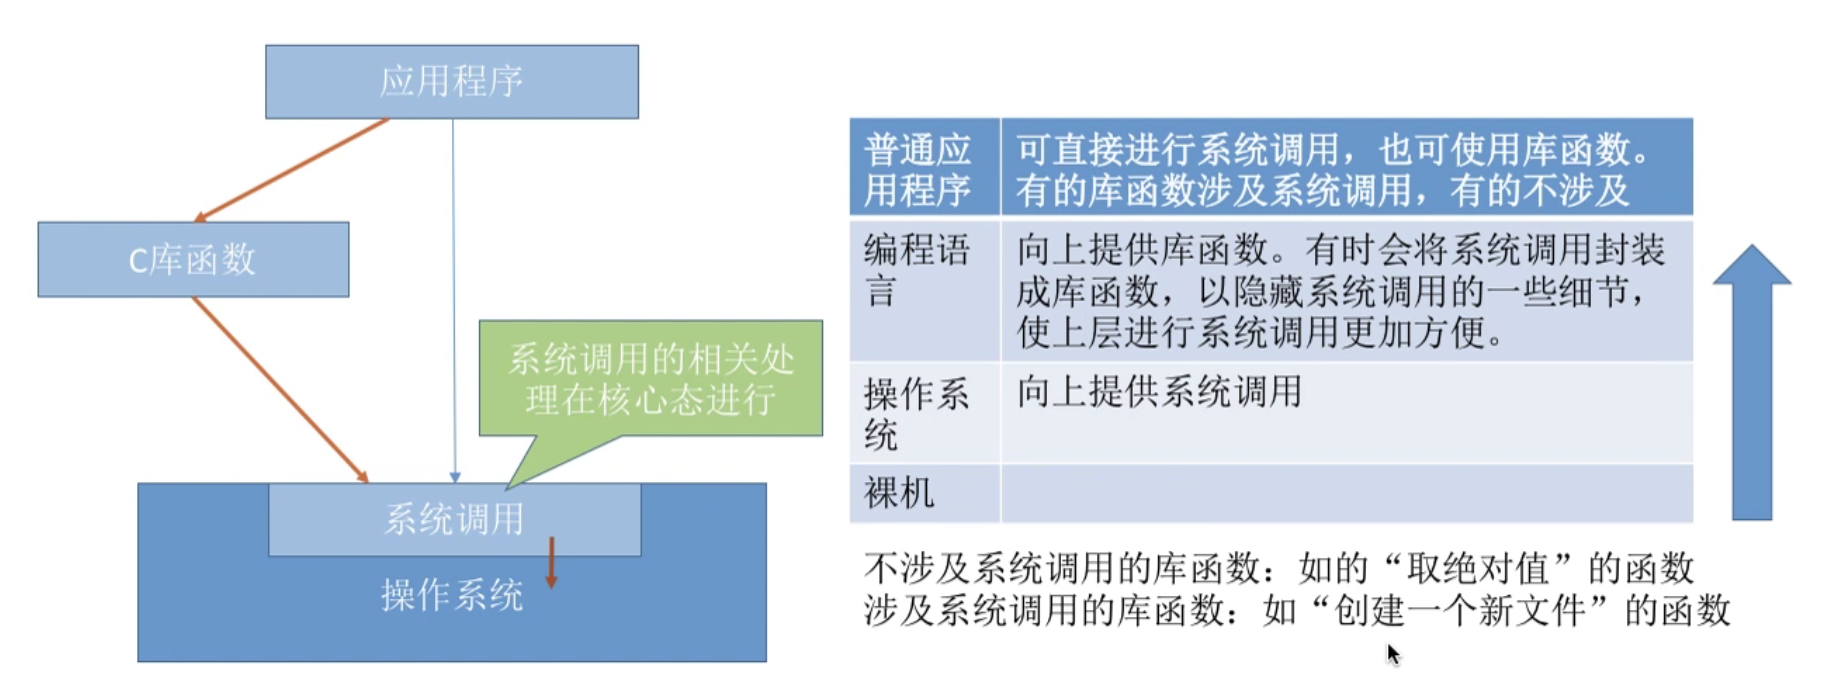 应用程序
C库函数
系统调用的相关处
理在核心态进行
系统调用
操作系统
普通应
用程序
可直接进行系统调用，也可使用库函数。
有的库函数涉及系统调用，有的不涉及
编程语
言
向上提供库函数。有时会将系统调用封装
成库函数，以隐藏系统调用的一些细节，
使上层进行系统调用更加方便。
操作系
统
向上提供系统调用
裸机
不涉及系统调用的库函数：如的“取绝对值”的函数
涉及系统调用的库函数：如“创建一个新文件”的函数